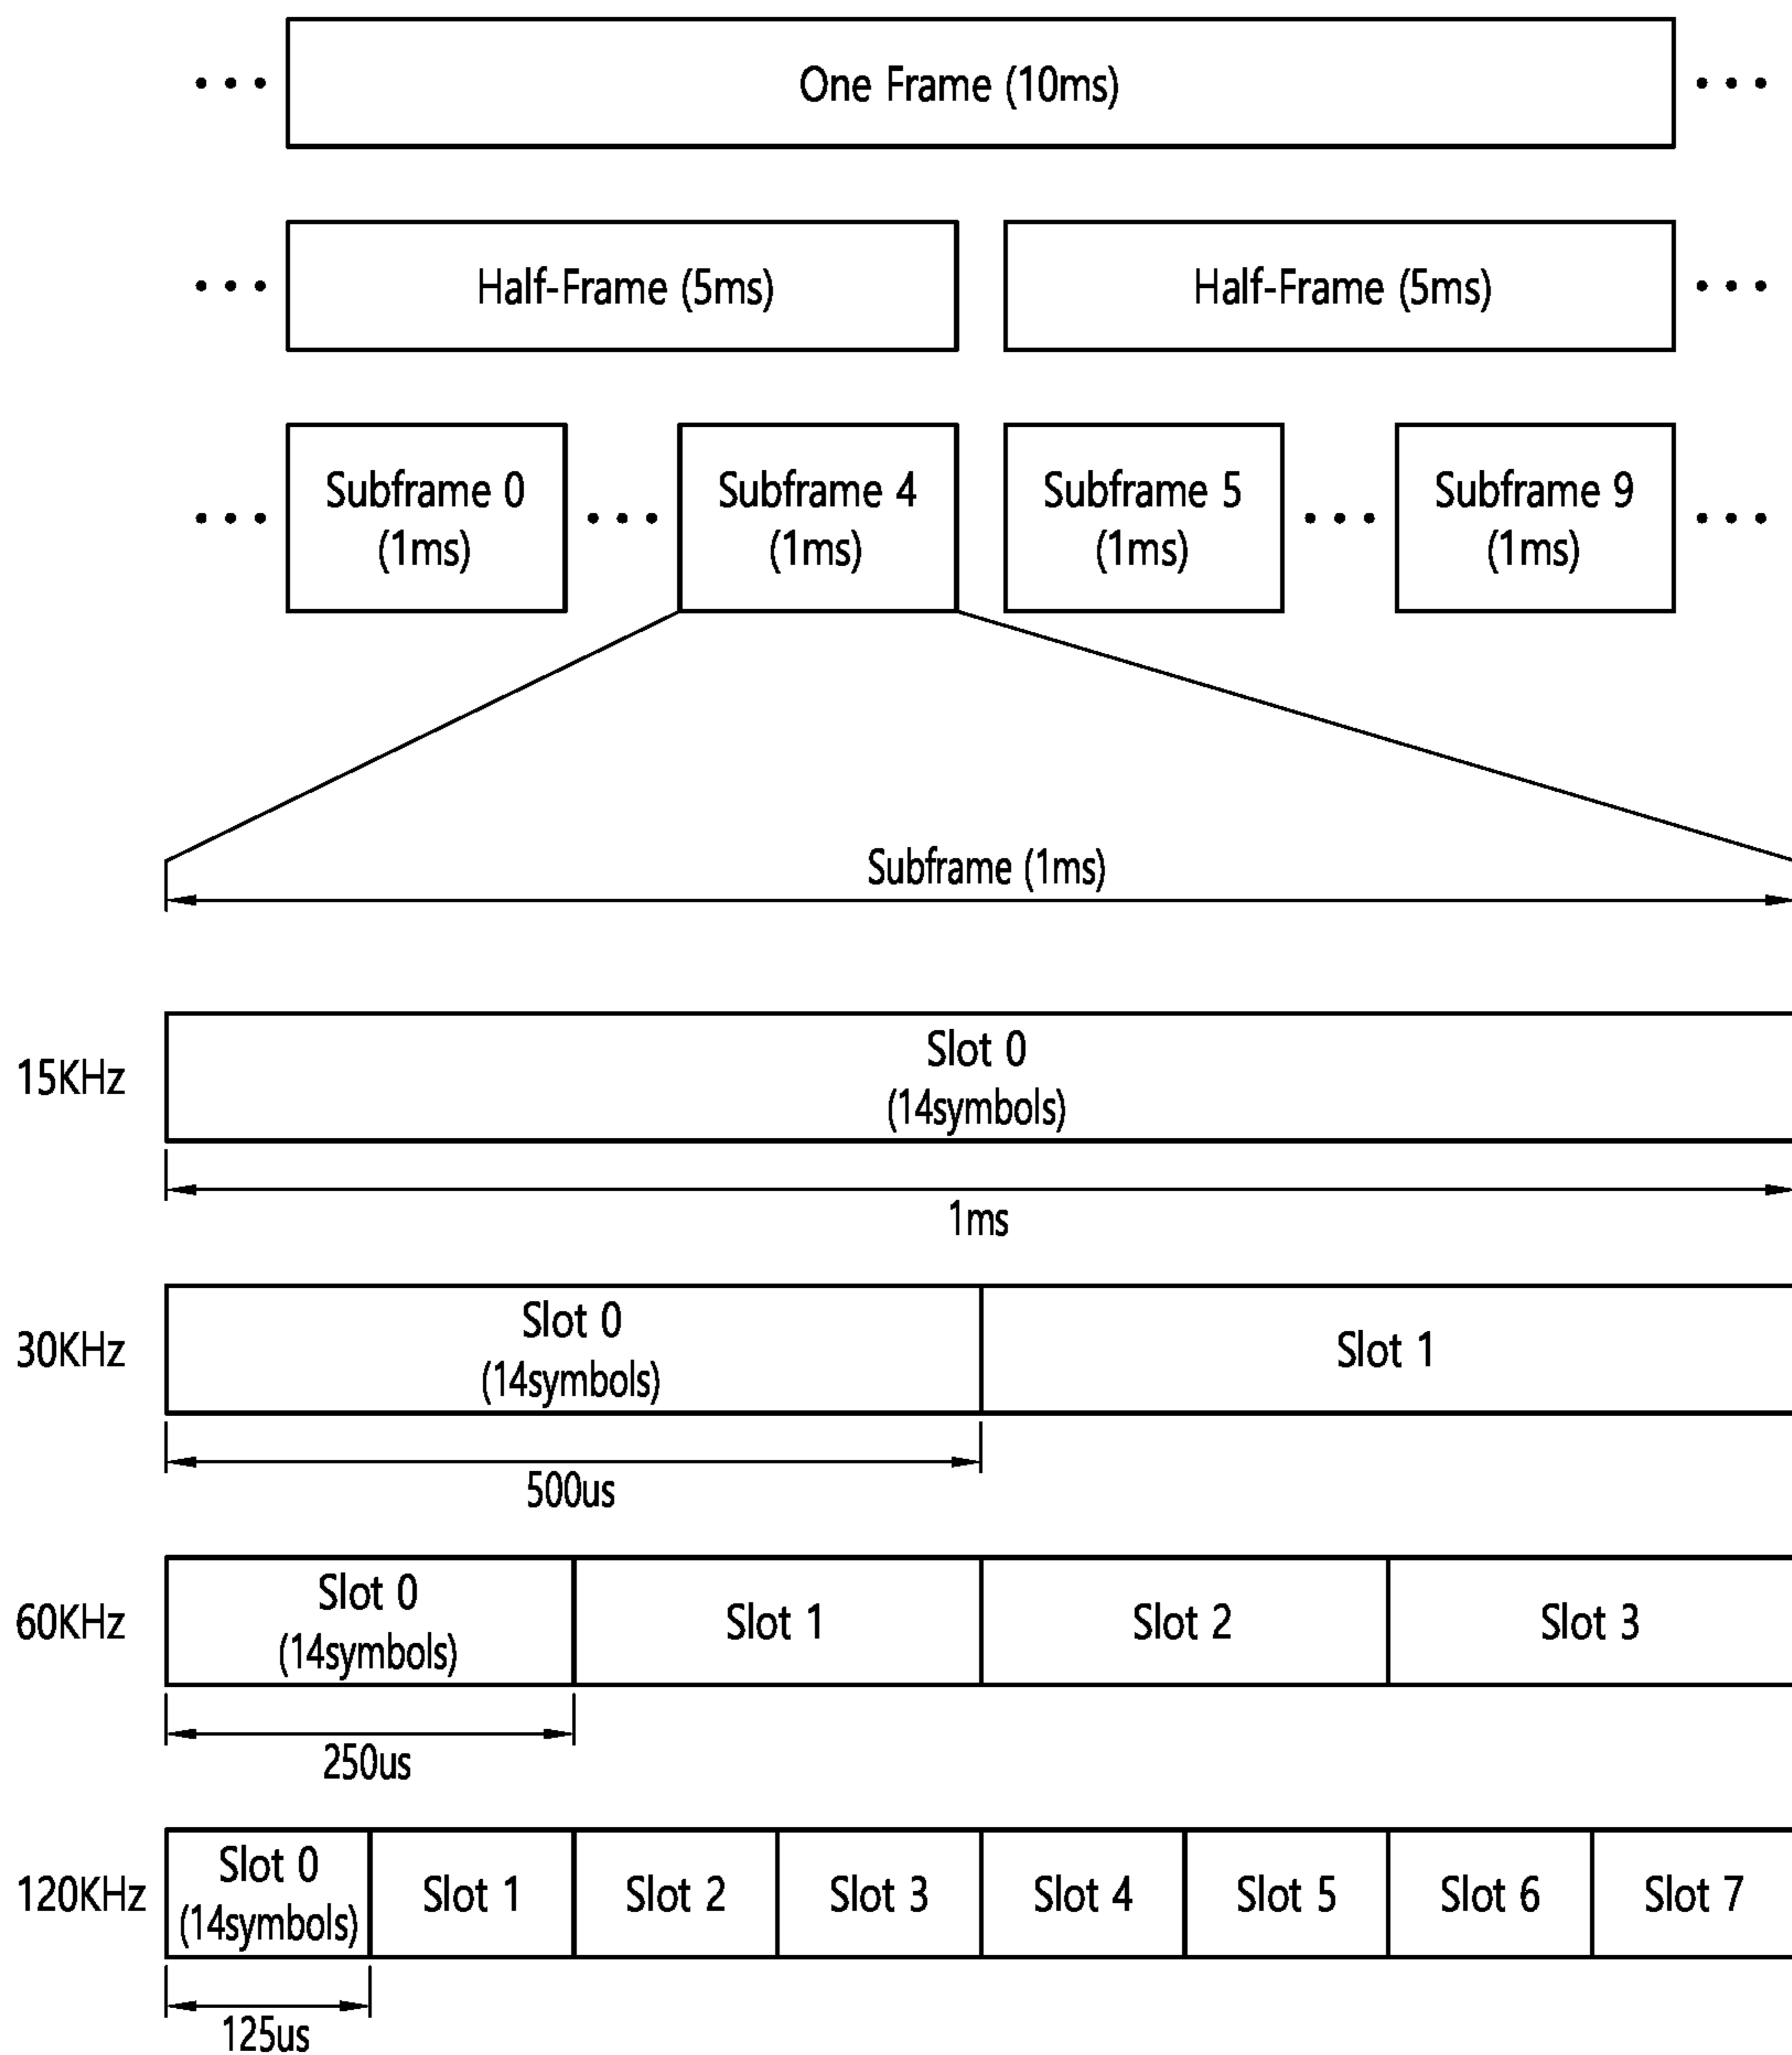 One Frame (10ms)
Half-Frame (5ms)
Half-Frame (5ms)
Subframe 0
(1ms)
Subframe 4
(1ms)
Subframe 5
(1ms)
Subframe 9
(1ms)
Subframe (1ms)
15KHz
Slot 0
(14symbols)
1ms
30KHz
Slot 0
(14symbols)
Slot 1
500us
60KHz
Slot 0
(14symbols)
Slot 1
Slot 2
Slot 3
250us
120KHz
Slot 0
(14symbols)
Slot 1
Slot 2
Slot 3
Slot 4
Slot 5
Slot 6
Slot 7
125us